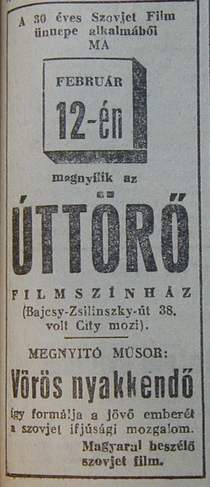 A 30 éves Szovjet Film
ünnepe alkalmából
MA
FEBRUÁR
12-én
megnyílik az
ÚTTÖRŐ
FILMSZÍNHÁZ
(Bajcsy-Zsilinszky-út 38.
volt City mozi).
MEGNYITÓ MŰSOR:
Vörös nyakkendő
így formálja a jövő emberét
a szovjet ifjúsági mozgalom.
Magyarul beszélő
szovjet film.